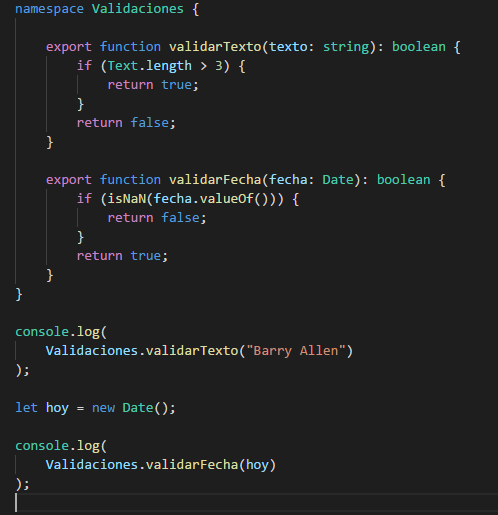 namespace Validaciones {
export function validarTexto(texto: string): boolean {
if (Text.length > 3) {
return true;
}
return false;
}
export function validarFecha(fecha: Date): boolean {
if (isNaN(fecha.valueOf())) {
return false;
}
return true;
}
}
console.log(
Validaciones.validarTexto("Barry Allen")
);
let hoy = new Date();
console.log(
Validaciones.validarFecha(hoy)
);